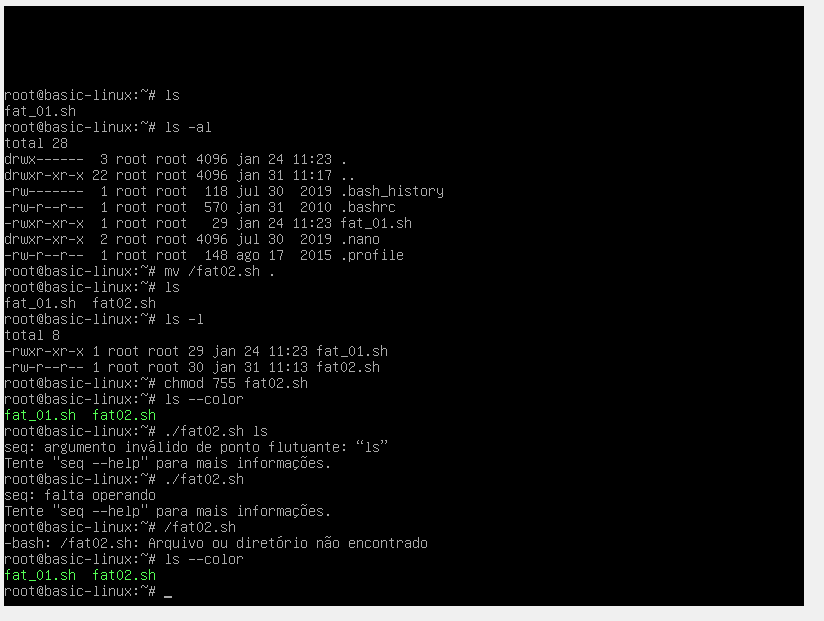 root@basic-linux:~# ls
fat_01.sh
root@basic-linux:~# ls -al
total 28
drwx------  3 root root 4096 jan 24 11:23 .
drwxr-xr-x 22 root root 4096 jan 31 11:17 ..
-rw-------  1 root root  118 jul 30  2019 .bash_history
-rw-r--r--  1 root root  570 jan 31  2010 .bashrc
-rwxr-xr-x  1 root root   29 jan 24 11:23 fat_01.sh
drwxr-xr-x  2 root root 4096 jul 30  2019 .nano
-rw-r--r--  1 root root  148 ago 17  2015 .profile
root@basic-linux:~# mv /fat02.sh .
root@basic-linux:~# ls
fat_01.sh  fat02.sh
root@basic-linux:~# ls -l
total 8
-rwxr-xr-x 1 root root 29 jan 24 11:23 fat_01.sh
-rw-r--r-- 1 root root 30 jan 31 11:13 fat02.sh
root@basic-linux:~# chmod 755 fat02.sh
root@basic-linux:~# ls --color
fat_01.sh  fat02.sh
root@basic-linux:~# ./fat02.sh ls
seq: argumento inválido de ponto flutuante: “ls”
Tente "seq --help" para mais informações.
root@basic-linux:~# ./fat02.sh
seq: falta operando
Tente "seq --help" para mais informações.
root@basic-linux:~# /fat02.sh
-bash: /fat02.sh: Arquivo ou diretório não encontrado
root@basic-linux:~# ls --color
fat_01.sh  fat02.sh
root@basic-linux:~# _